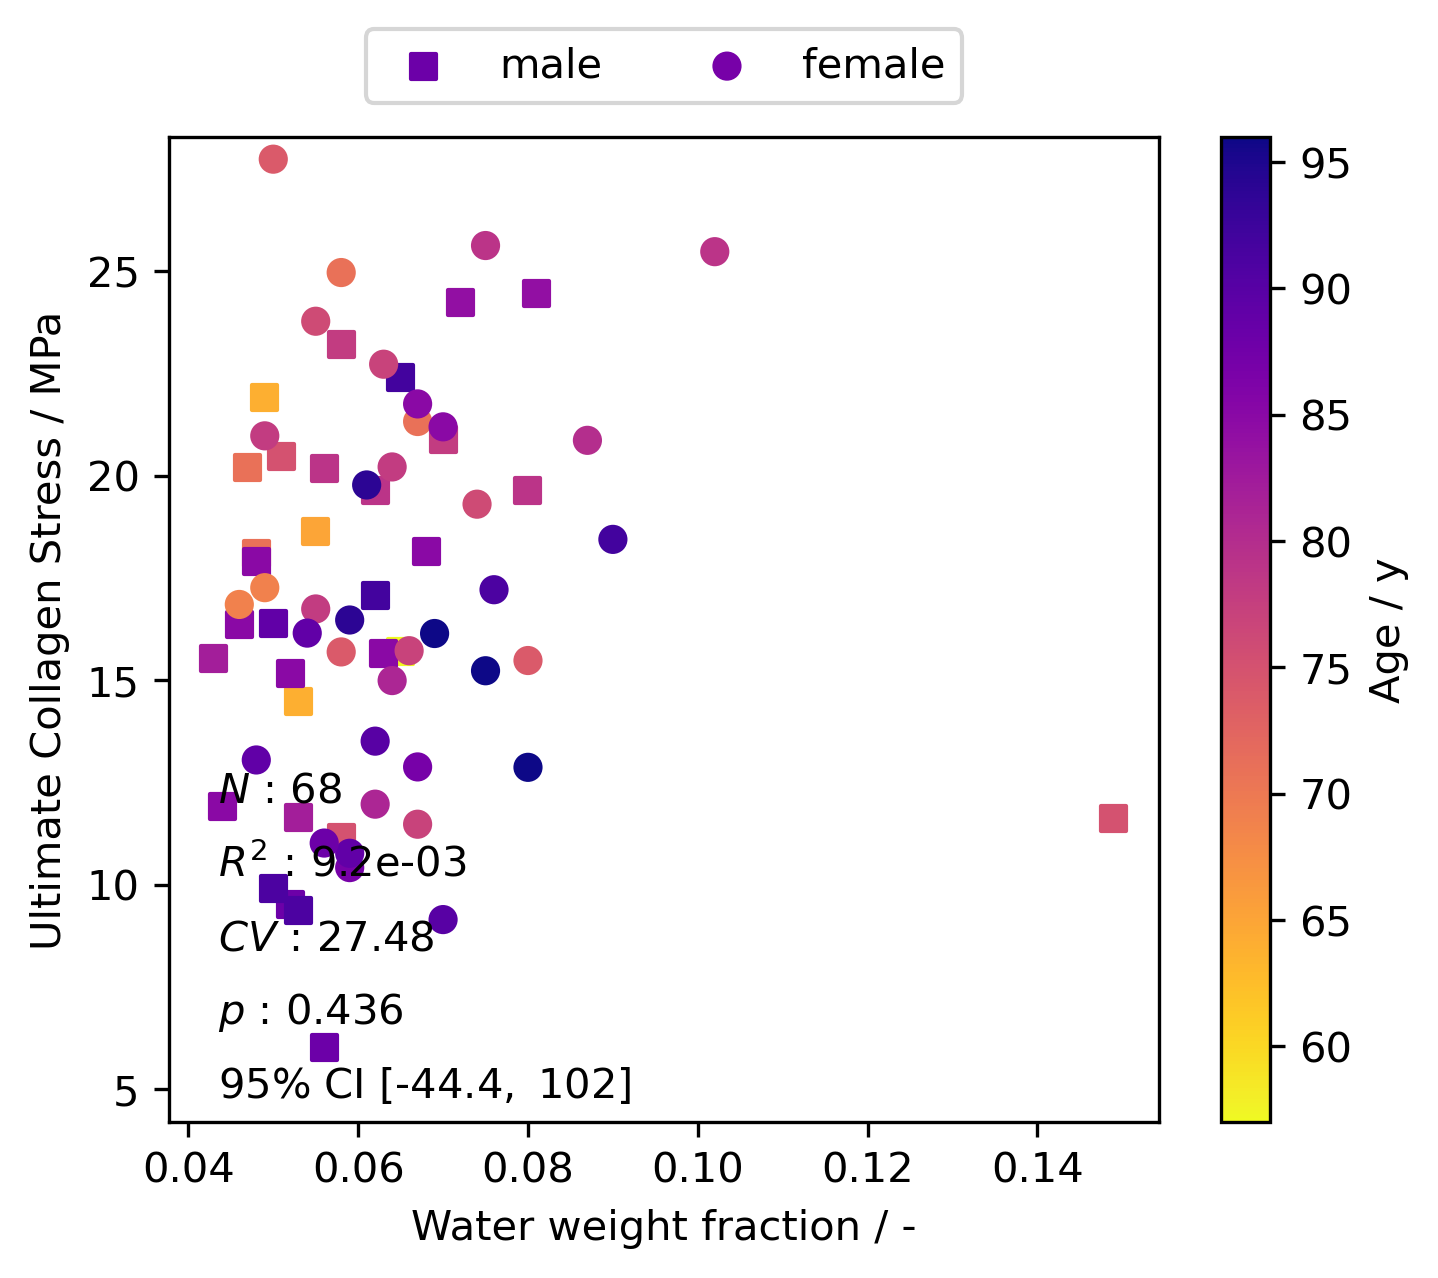 male female
25
20
15
10
5
Ultimate Collagen Stress / MPa
N : 68
R² : 9.2e-03
CV : 27.48
p : 0.436
95% CI [-44.4, 102]
0.04 0.06 0.08 0.10 0.12 0.14
Water weight fraction / -
95
90
85
80
75
70
65
60
Age / y